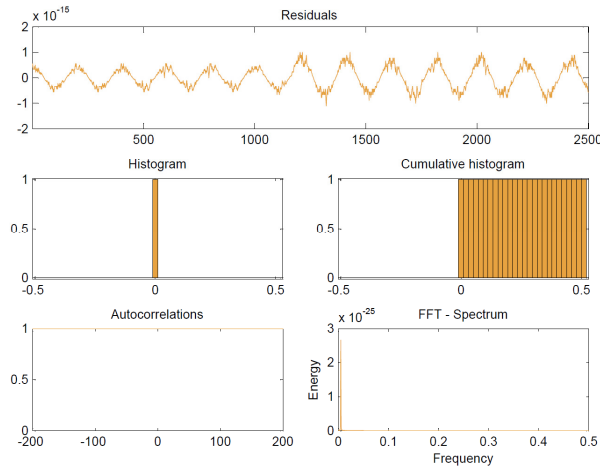 x 10^-15 Residuals
2
1
0
-1
-2
500 1000 1500 2000 2500
Histogram Cumulative histogram
1 1
0.5 0.5
0 0
-0.5 0 0.5 -0.5 0 0.5
Autocorrelations x 10^-25 FFT - Spectrum
1 3
2
0.5 Energy
1
0 0
-200 -100 0 100 200 0 0.1 0.2 0.3 0.4 0.5
Frequency